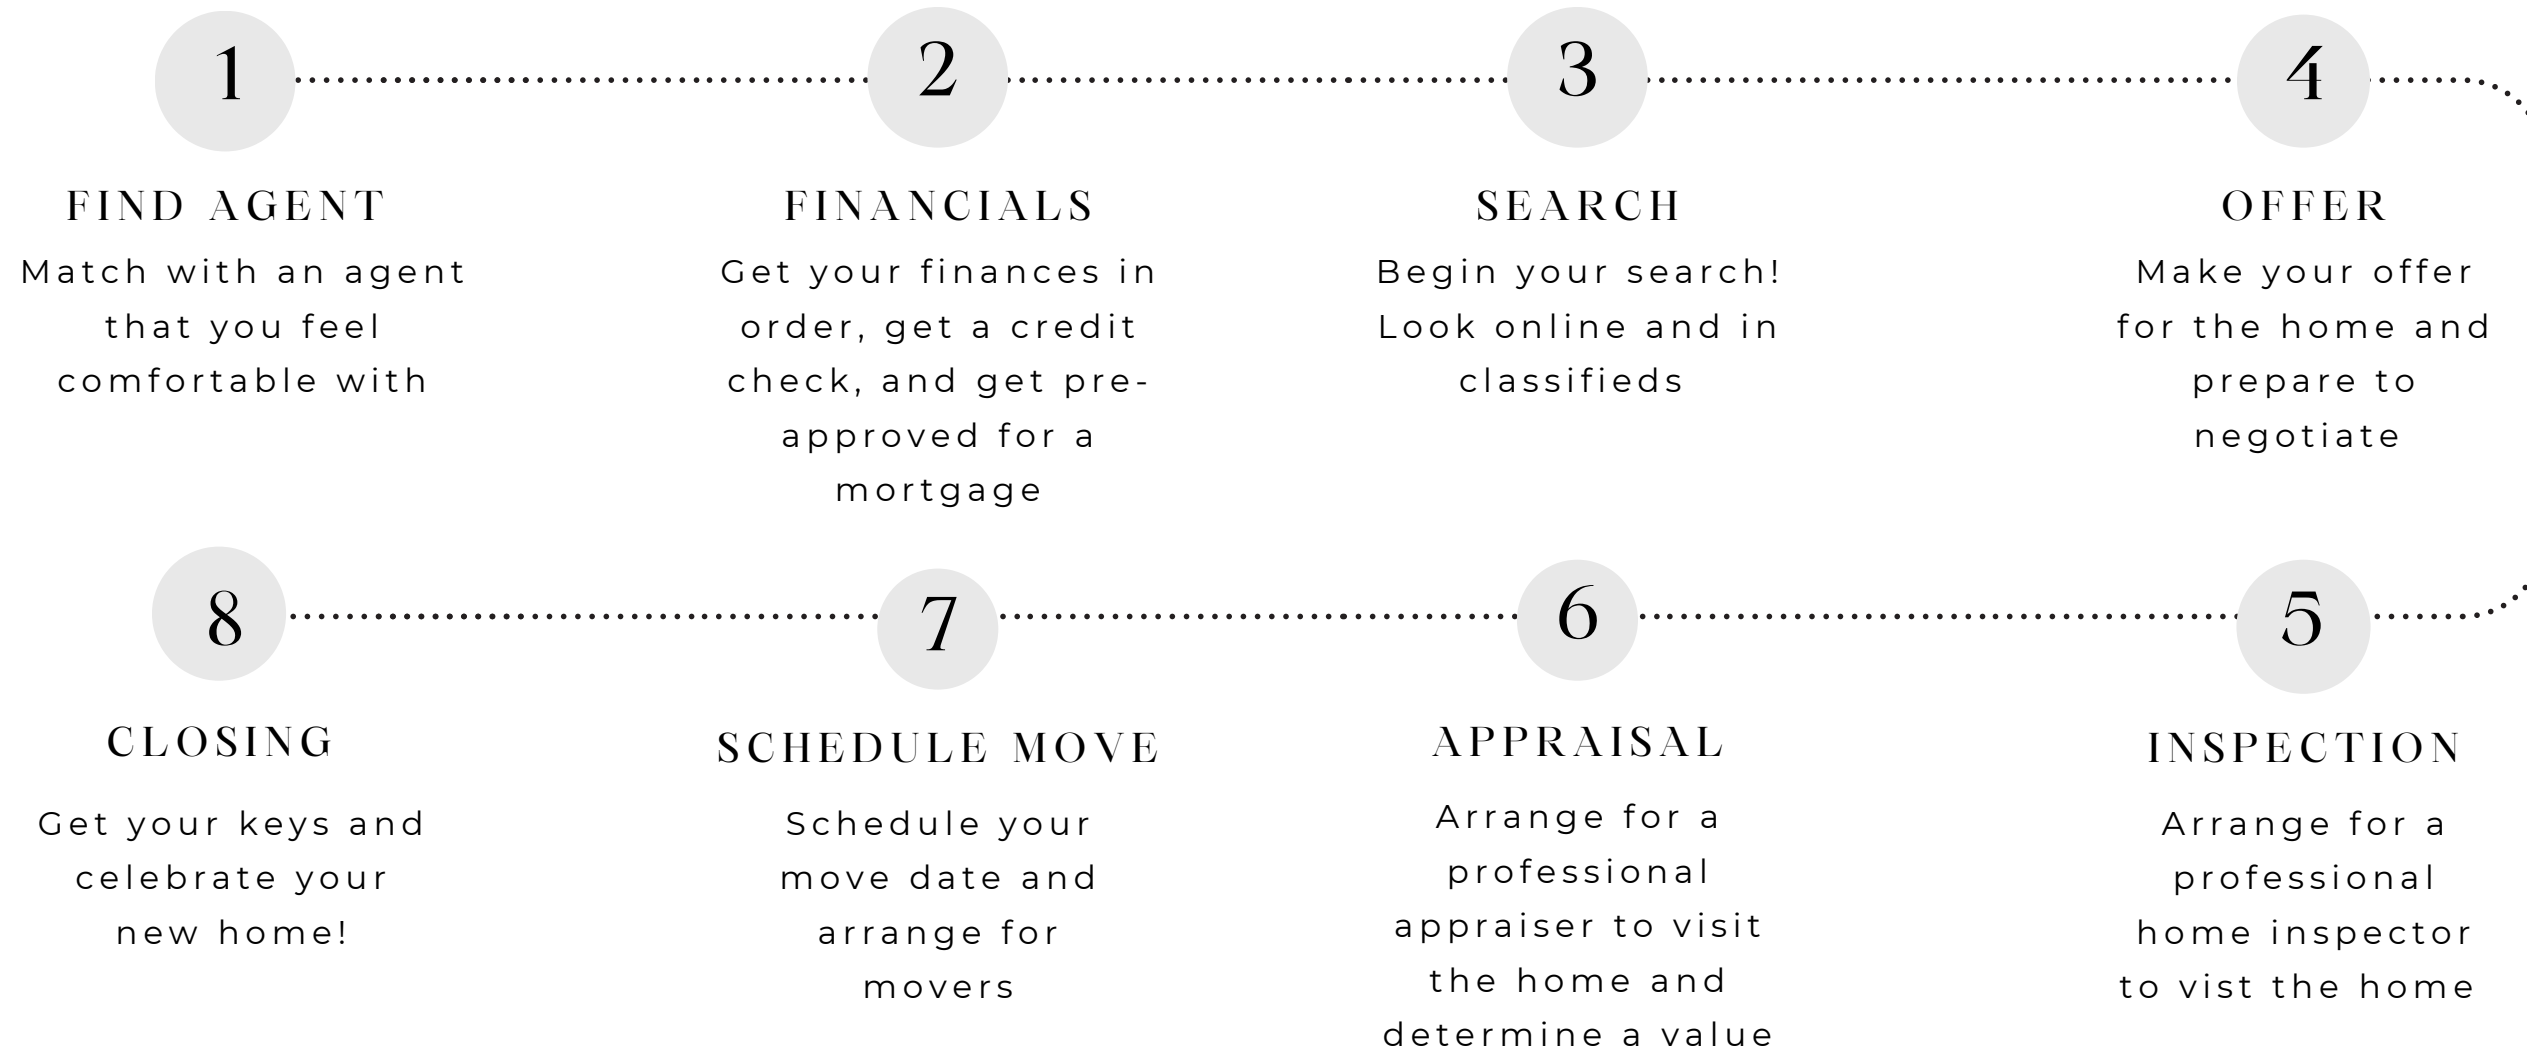 1
FIND AGENT
Match with an agent
that you feel
comfortable with
2
FINANCIALS
Get your finances in
order, get a credit
check, and get pre-
approved for a
mortgage
3
SEARCH
Begin your search!
Look online and in
classifieds
4
OFFER
Make your offer
for the home and
prepare to
negotiate
5
INSPECTION
Arrange for a
professional
home inspector
to vist the home
6
APPRAISAL
Arrange for a
professional
appraiser to visit
the home and
determine a value
7
SCHEDULE MOVE
Schedule your
move date and
arrange for
movers
8
CLOSING
Get your keys and
celebrate your
new home!